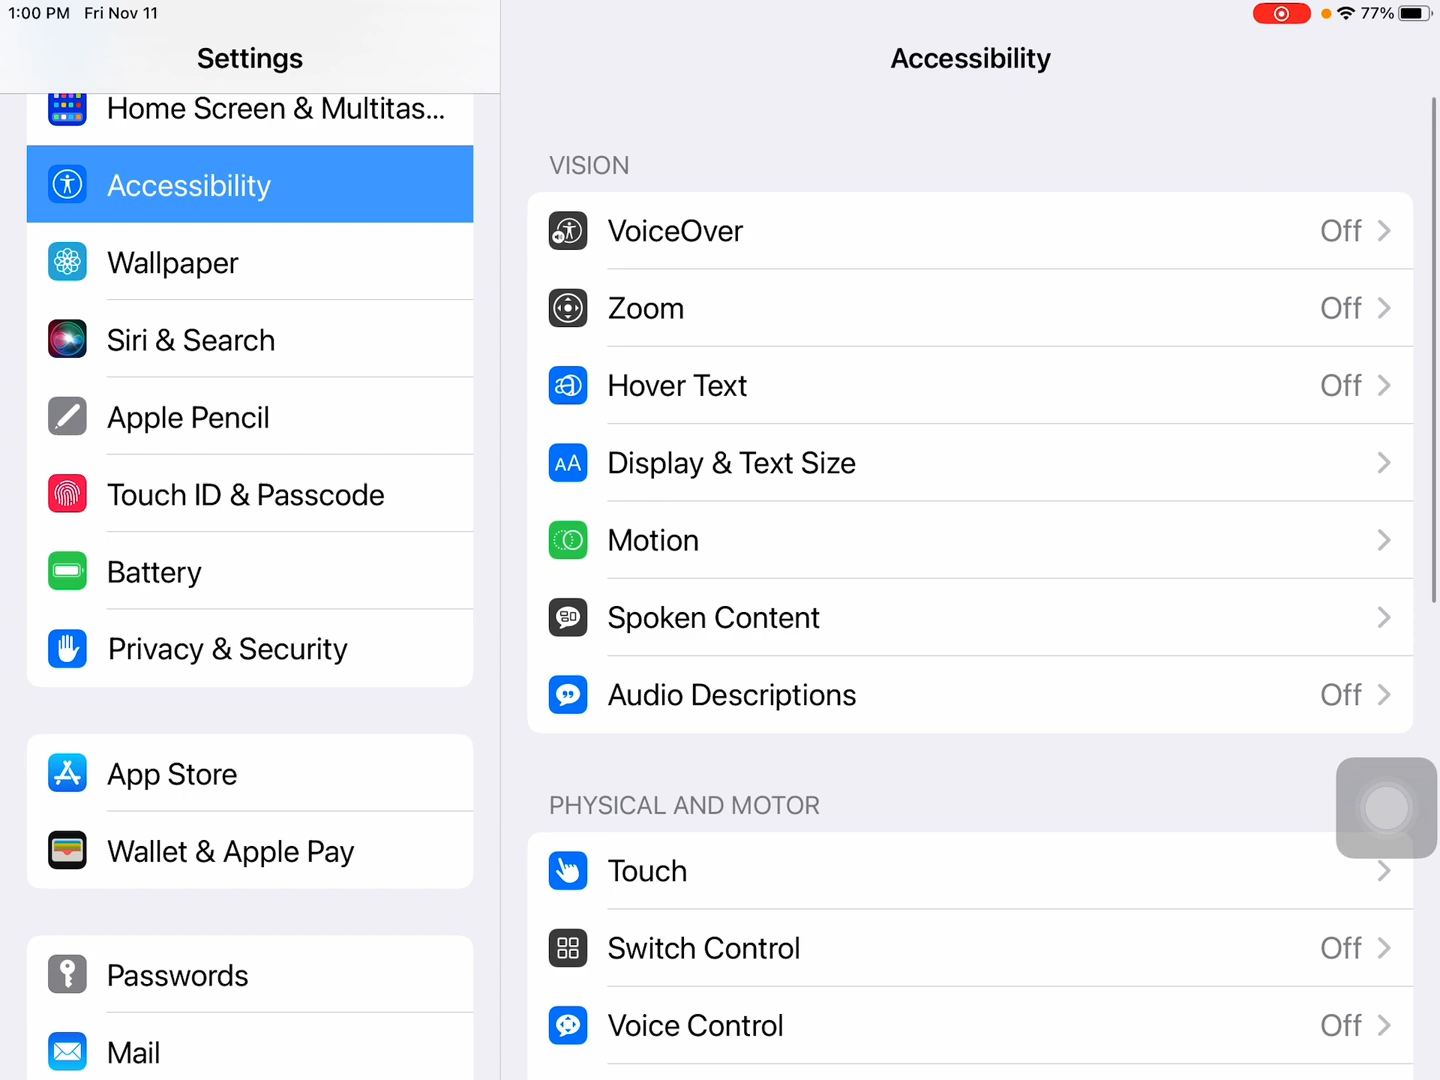 1:00 PM Fri Nov 11
77%
Settings
Home Screen & Multitas...
Accessibility
Wallpaper
Siri & Search
Apple Pencil
Touch ID & Passcode
Battery
Privacy & Security
App Store
Wallet & Apple Pay
Passwords
Mail
Accessibility
VISION
VoiceOver Off
Zoom Off
Hover Text Off
Display & Text Size
Motion
Spoken Content
Audio Descriptions Off
PHYSICAL AND MOTOR
Touch
Switch Control Off
Voice Control Off